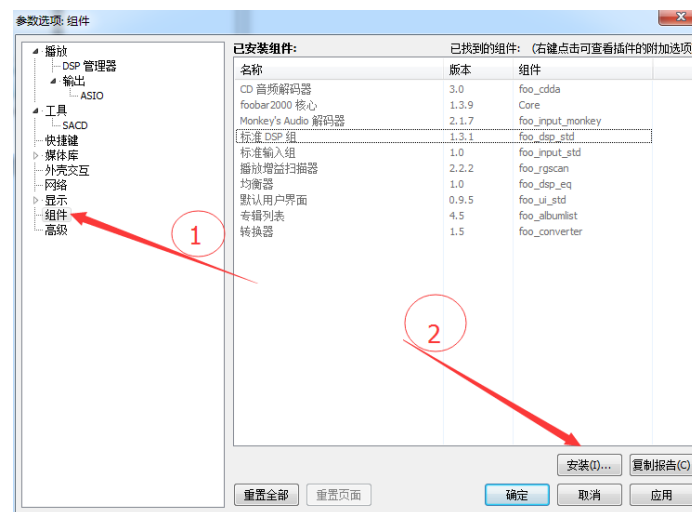 参数选项: 组件
播放
DSP 管理器
输出
ASIO
工具
SACD
快捷键
媒体库
外壳交互
网络
显示
组件
高级
已安装组件:
已找到的组件: （右键点击可查看插件的附加选项
名称 版本 组件
CD 音频解码器 3.0 foo_cdda
foobar2000 核心 1.3.9 Core
Monkey's Audio 解码器 2.1.7 foo_input_monkey
标准 DSP 组 1.3.1 foo_dsp_std
标准输入组 1.0 foo_input_std
播放增益扫描器 2.2.2 foo_rgscan
均衡器 1.0 foo_dsp_eq
默认用户界面 0.9.5 foo_ui_std
专辑列表 4.5 foo_albumlist
转换器 1.5 foo_converter
1
2
安装(I)... 复制报告(C)
重置全部 重置页面 确定 取消 应用